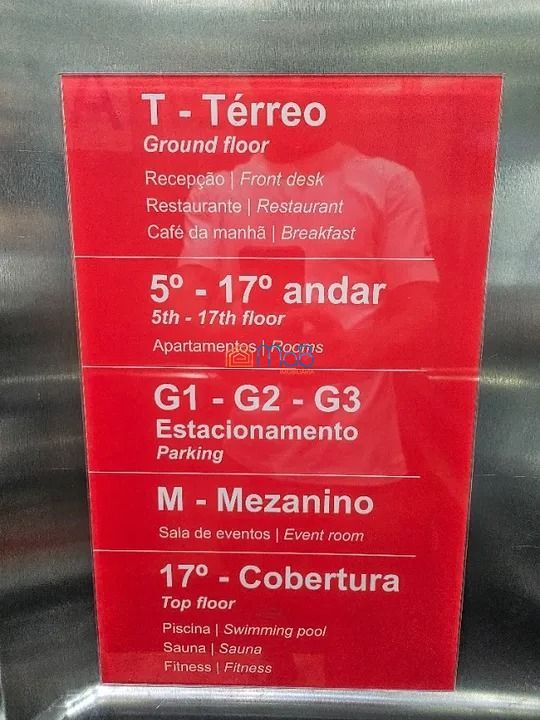 T - Térreo
Ground floor
Recepção | Front desk
Restaurante | Restaurant
Café da manhã | Breakfast
5º - 17º andar
5th - 17th floor
Apartamentos | Rooms
IMOBILIÁRIA
G1 - G2 - G3
Estacionamento
Parking
M - Mezanino
Sala de eventos | Event room
17º - Cobertura
Top floor
Piscina | Swimming pool
Sauna | Sauna
Fitness | Fitness